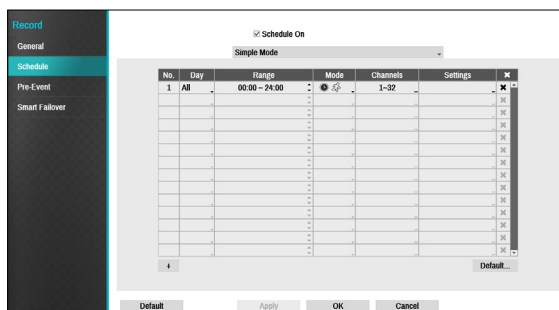 Record
General
Schedule
Pre-Event
Smart Failover
Schedule On
Simple Mode
No. Day Range Mode Channels Settings
1 All 00:00 ~ 24:00 1~32
+
Default...
Default Apply OK Cancel